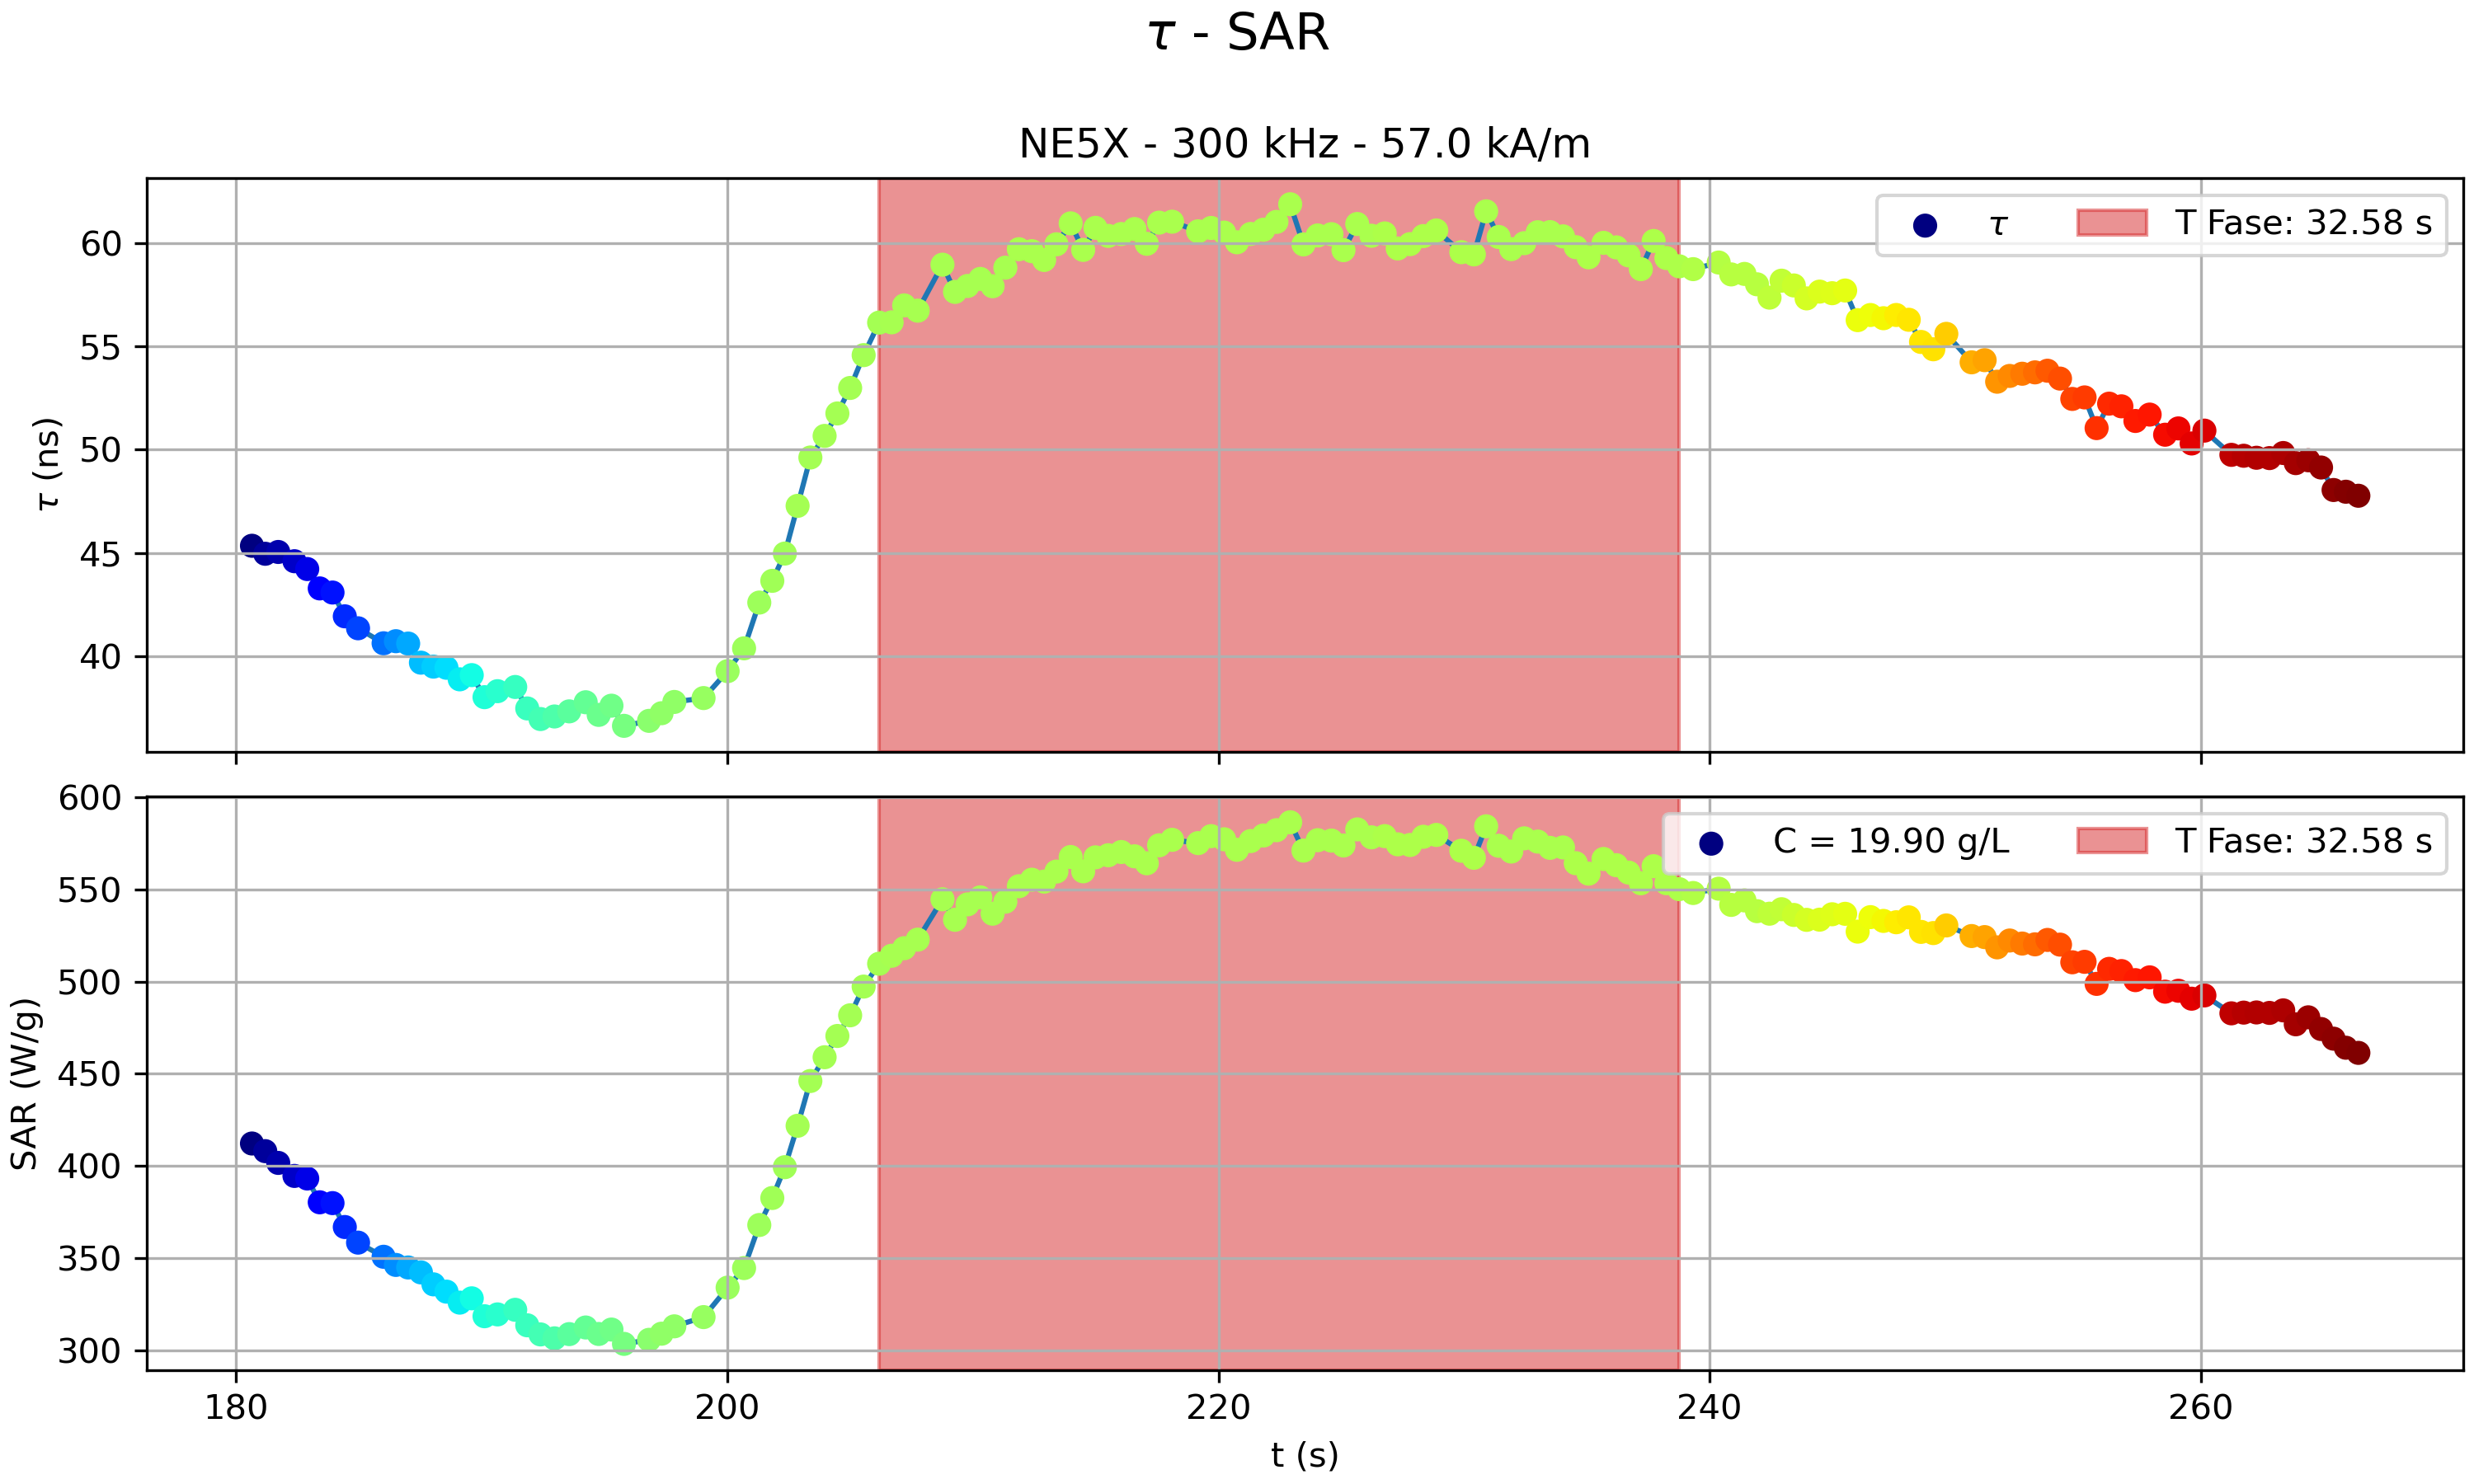 τ - SAR
NE5X - 300 kHz - 57.0 kA/m
τ
T Fase: 32.58 s
60
55
50
45
40
τ (ns)
C = 19.90 g/L
T Fase: 32.58 s
600
550
500
450
400
350
300
SAR (W/g)
180
200
220
240
260
t (s)